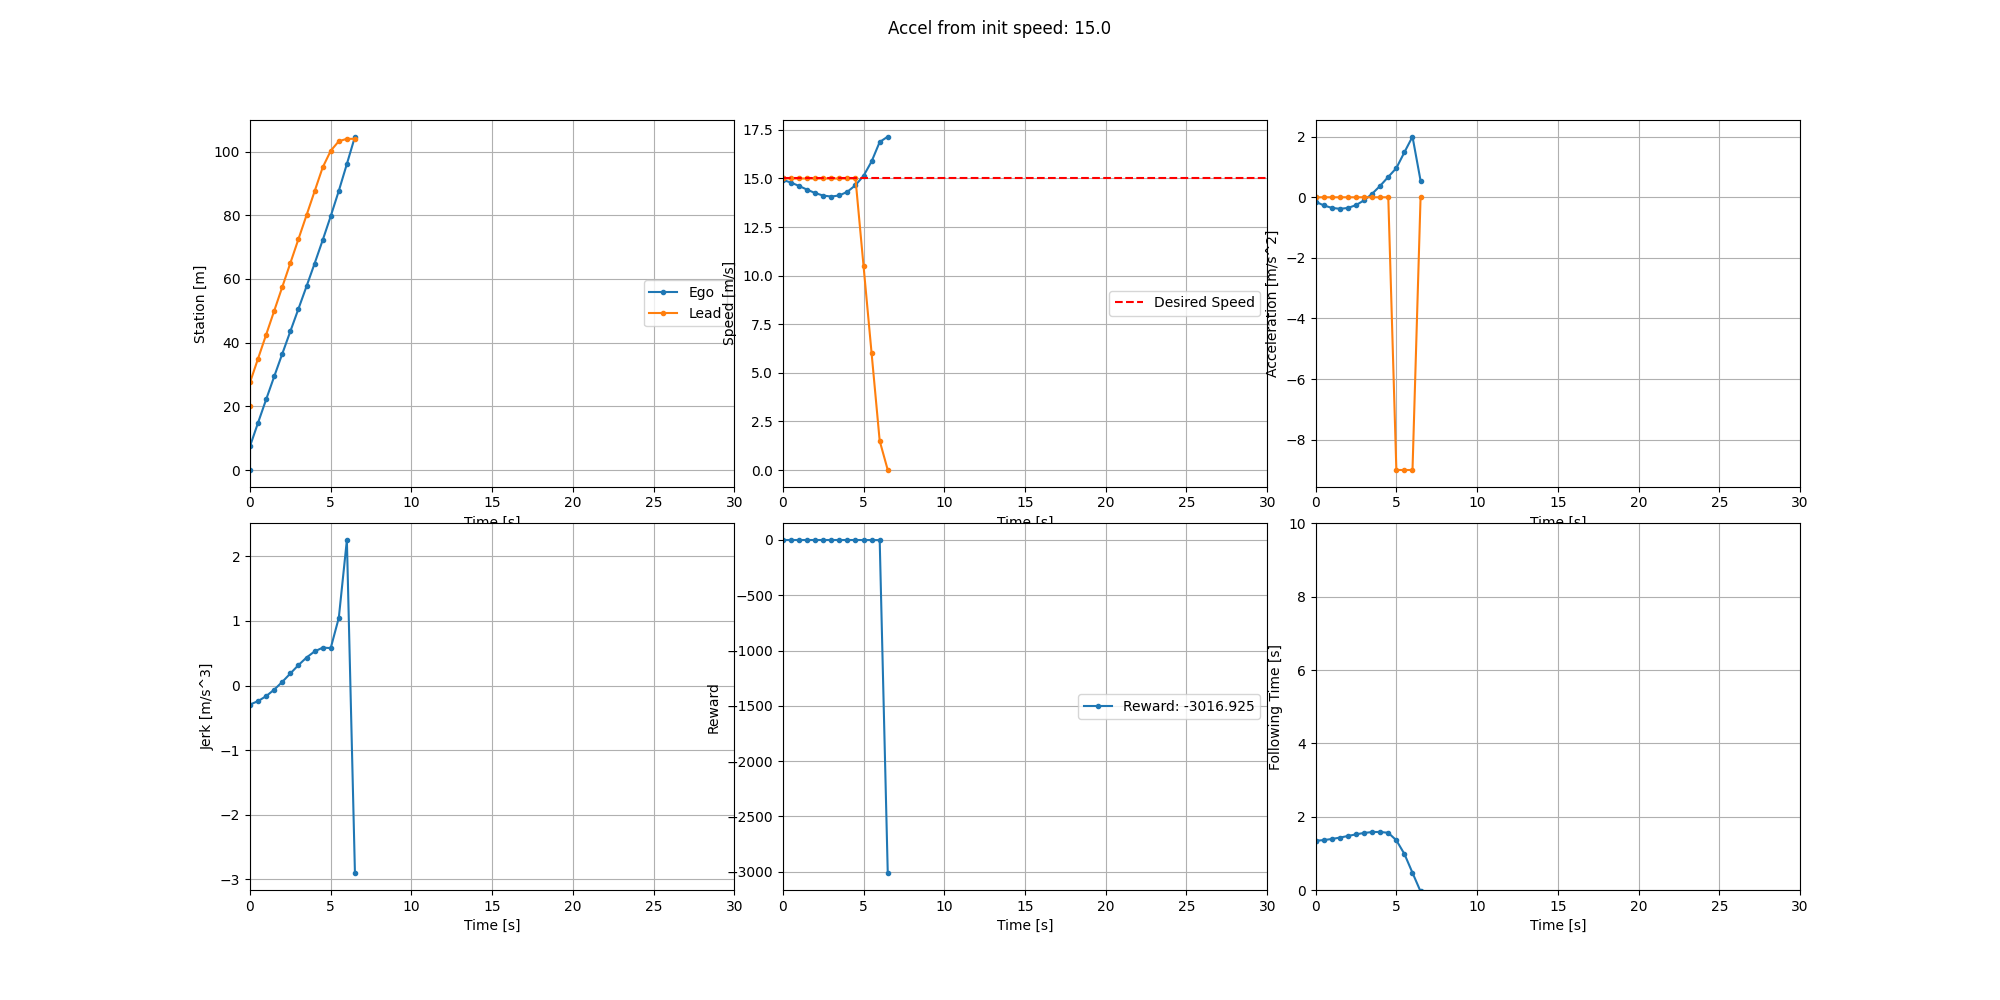 Accel from init speed: 15.0
Station [m]
100
80
60
40
20
0
0 5 10 15 20 25 30
Time [s]
Ego
Lead
Speed [m/s]
17.5
15.0
12.5
10.0
7.5
5.0
2.5
0.0
0 5 10 15 20 25 30
Time [s]
Desired Speed
Acceleration [m/s^2]
2
0
−2
−4
−6
−8
0 5 10 15 20 25 30
Time [s]
Jerk [m/s^3]
2
1
0
−1
−2
−3
0 5 10 15 20 25 30
Time [s]
Reward
0
−500
−1000
−1500
−2000
−2500
−3000
0 5 10 15 20 25 30
Time [s]
Reward: -3016.925
Following Time [s]
10
8
6
4
2
0
0 5 10 15 20 25 30
Time [s]